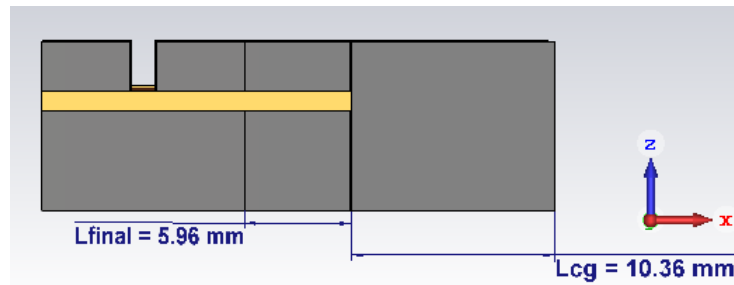 z
x
Lfinal = 5.96 mm
Lcg = 10.36 mm